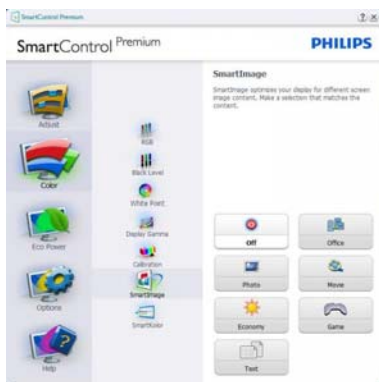 SmartControl Premium
SmartControl Premium
PHILIPS
Adjust
Color
Eco Power
Options
Help
RGB
Black Level
White Point
Display Gamma
Calibration
SmartImage
SmartKolor
SmartImage
SmartImage optimizes your display for different screen
image content. Make a selection that matches the
content.
Off
Office
Photo
Movie
Economy
Game
Text